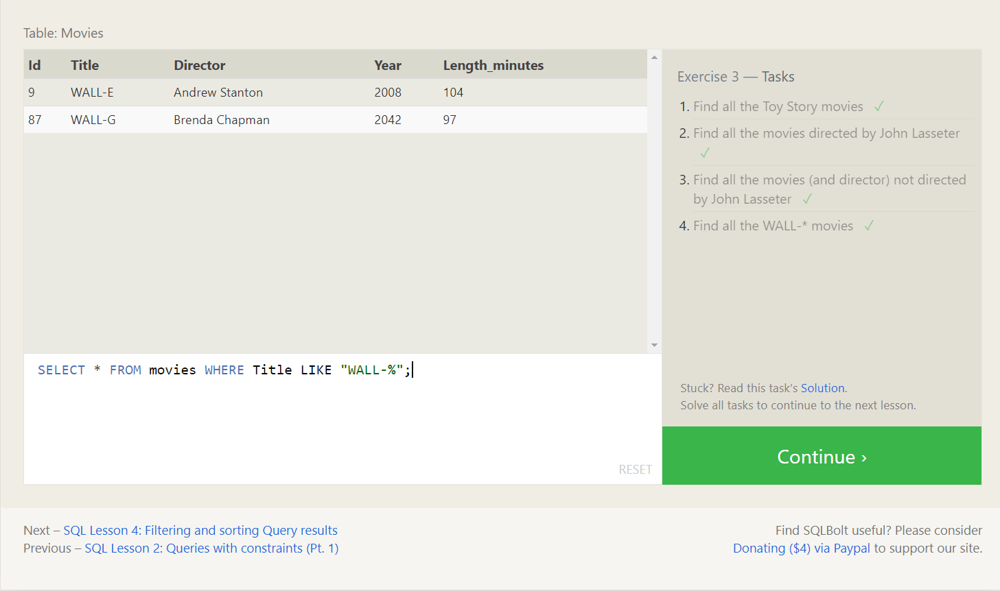 Table: Movies
Id Title Director Year Length_minutes
9 WALL-E Andrew Stanton 2008 104
87 WALL-G Brenda Chapman 2042 97
SELECT * FROM movies WHERE Title LIKE "WALL-%";
RESET
Exercise 3 — Tasks
1. Find all the Toy Story movies ✓
2. Find all the movies directed by John Lasseter
✓
3. Find all the movies (and director) not directed
by John Lasseter ✓
4. Find all the WALL-* movies ✓
Stuck? Read this task's Solution.
Solve all tasks to continue to the next lesson.
Continue ›
Next – SQL Lesson 4: Filtering and sorting Query results
Previous – SQL Lesson 2: Queries with constraints (Pt. 1)
Find SQLBolt useful? Please consider
Donating ($4) via Paypal to support our site.